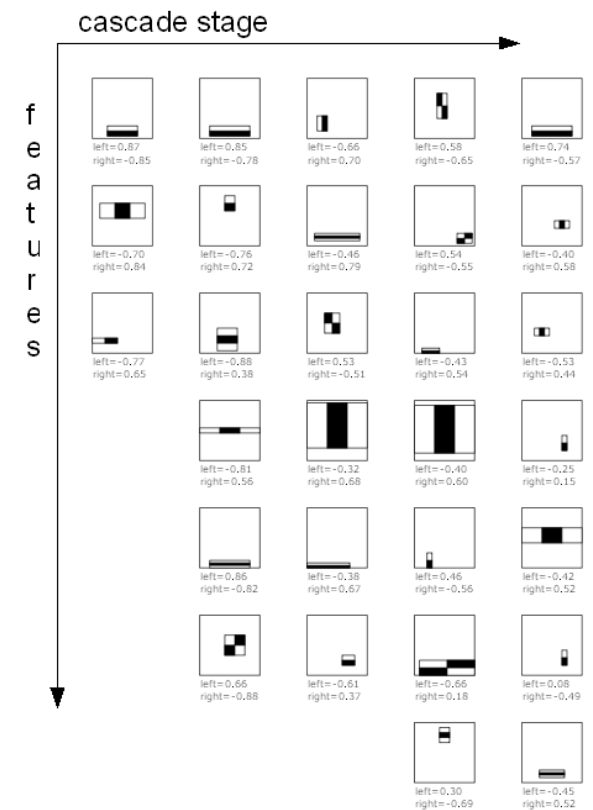 cascade stage
features
left=0.87
right=-0.85
left=0.85
right=-0.78
left=-0.66
right=0.70
left=0.58
right=-0.65
left=0.74
right=-0.57
left=-0.70
right=0.84
left=-0.76
right=0.72
left=-0.46
right=0.79
left=0.54
right=-0.55
left=-0.40
right=0.58
left=-0.77
right=0.65
left=-0.88
right=0.38
left=0.53
right=-0.51
left=-0.43
right=0.54
left=-0.53
right=0.44
left=-0.81
right=0.56
left=-0.32
right=0.68
left=-0.40
right=0.60
left=-0.25
right=0.15
left=0.86
right=-0.82
left=-0.38
right=0.67
left=0.46
right=-0.56
left=-0.42
right=0.52
left=0.66
right=-0.88
left=-0.61
right=0.37
left=-0.66
right=0.18
left=0.08
right=-0.49
left=0.30
right=-0.69
left=-0.45
right=0.52